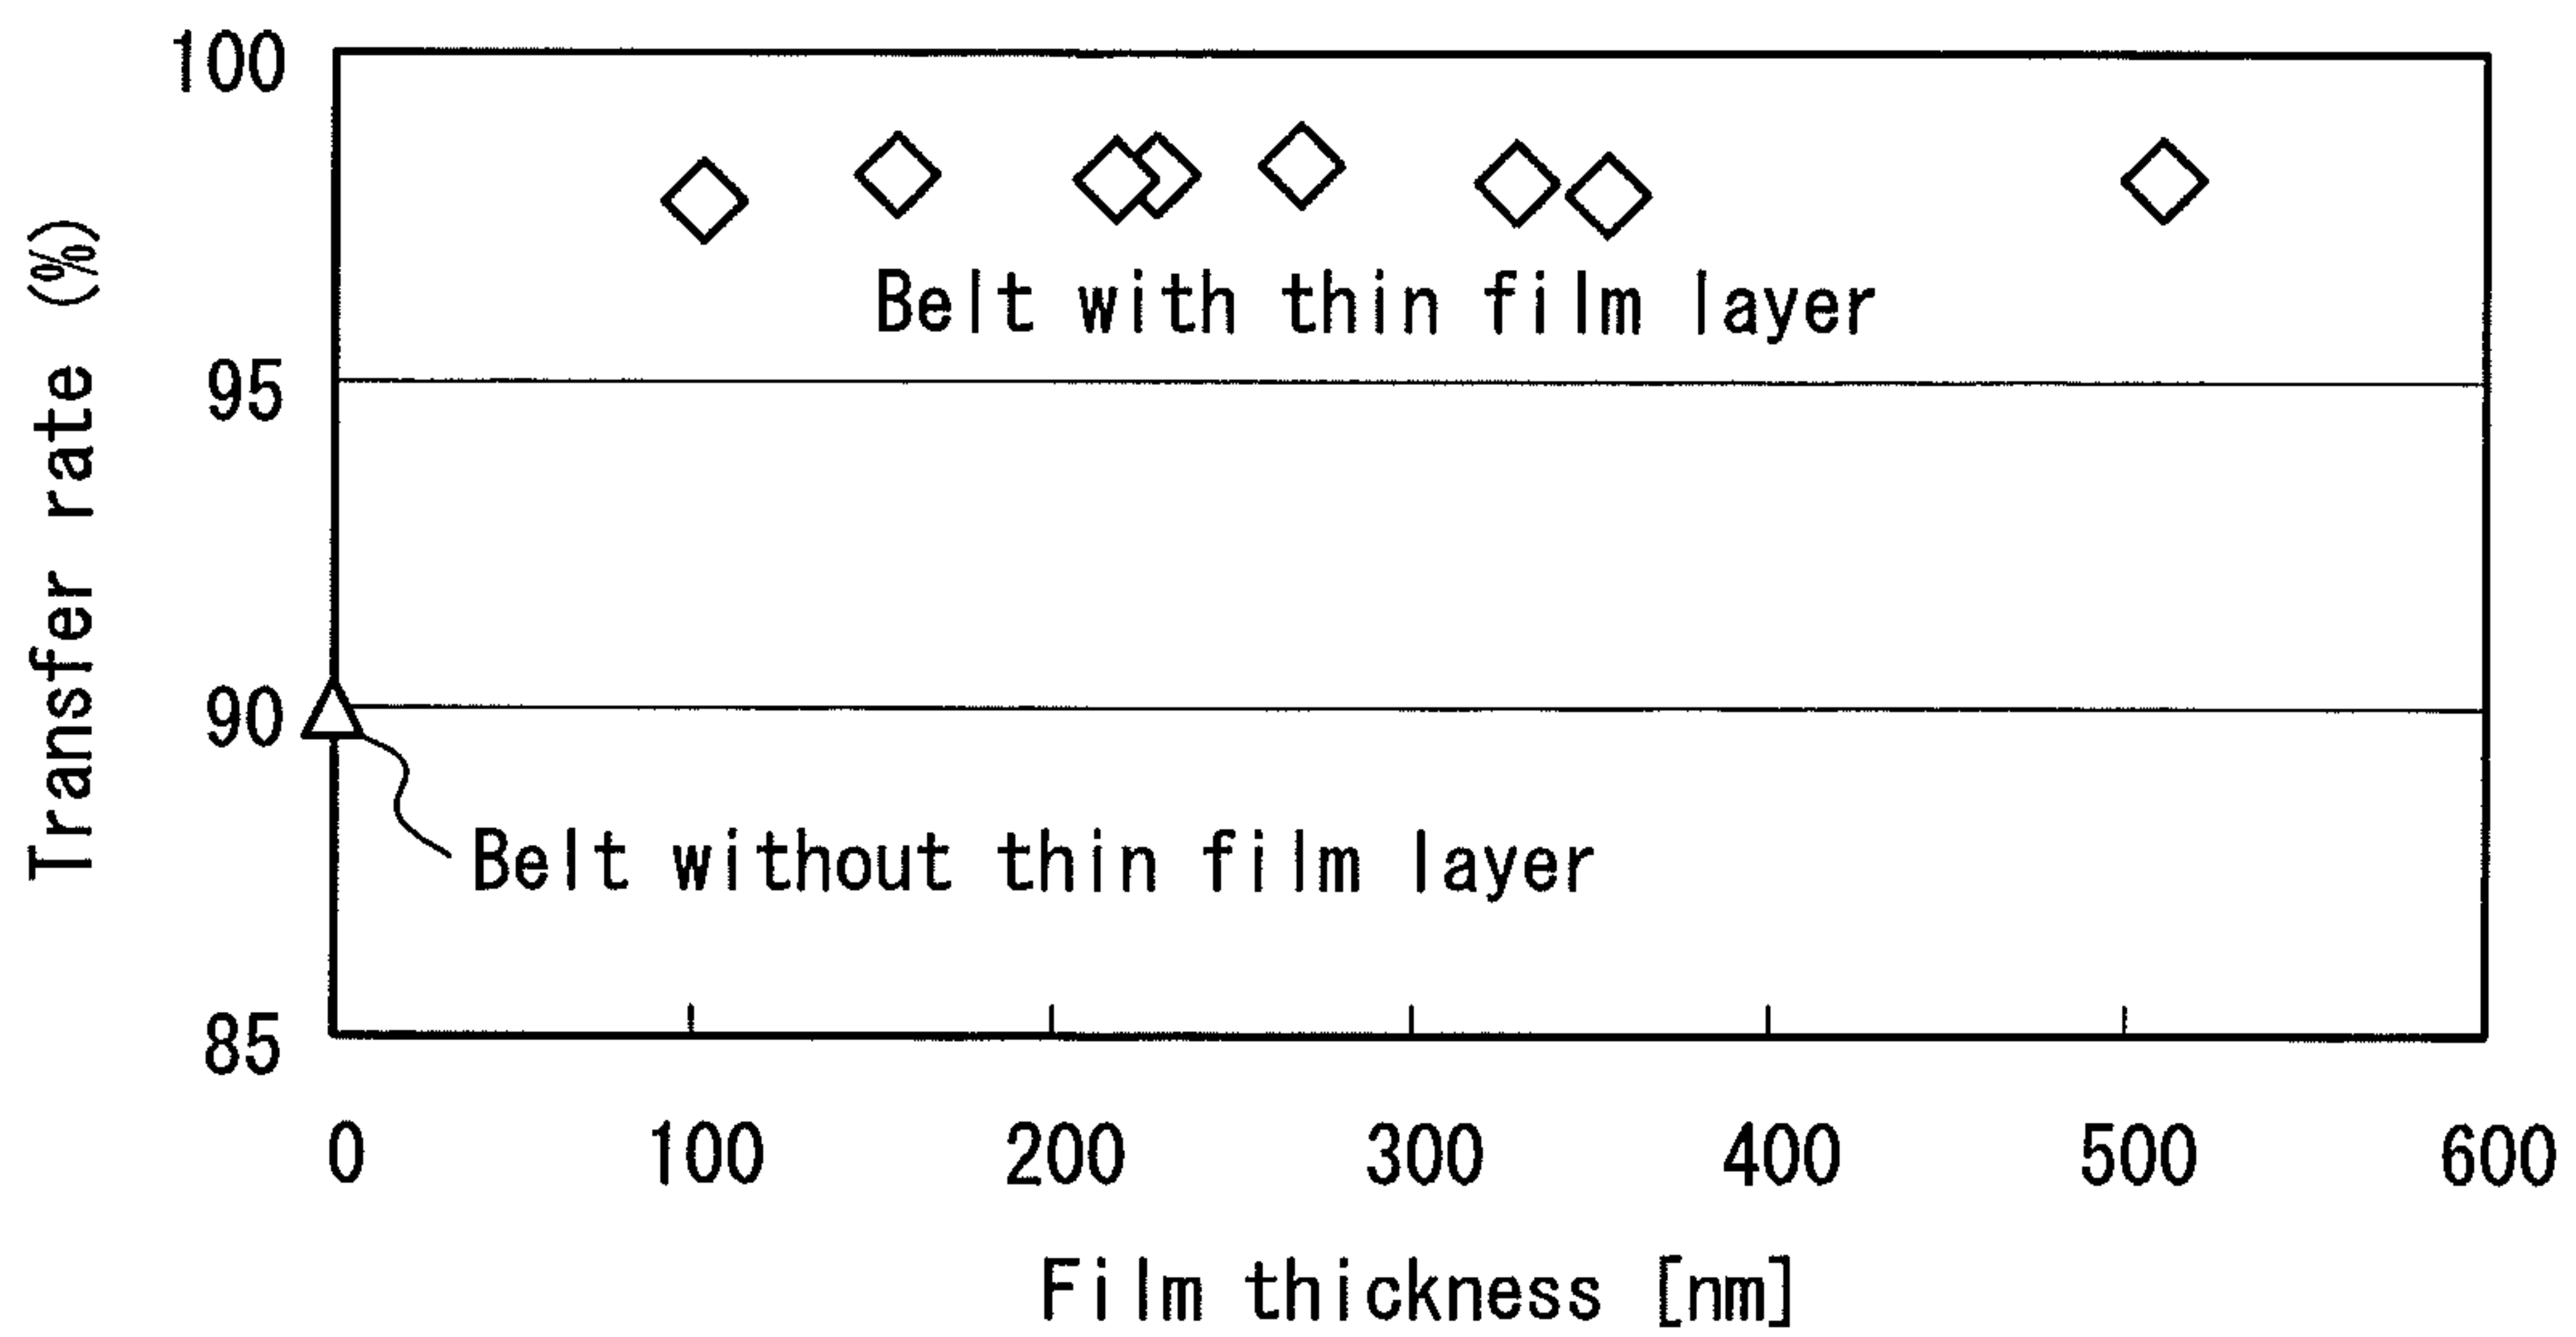 Transfer rate (%)
100
95
90
85
Belt with thin film layer
Belt without thin film layer
0 100 200 300 400 500 600
Film thickness [nm]